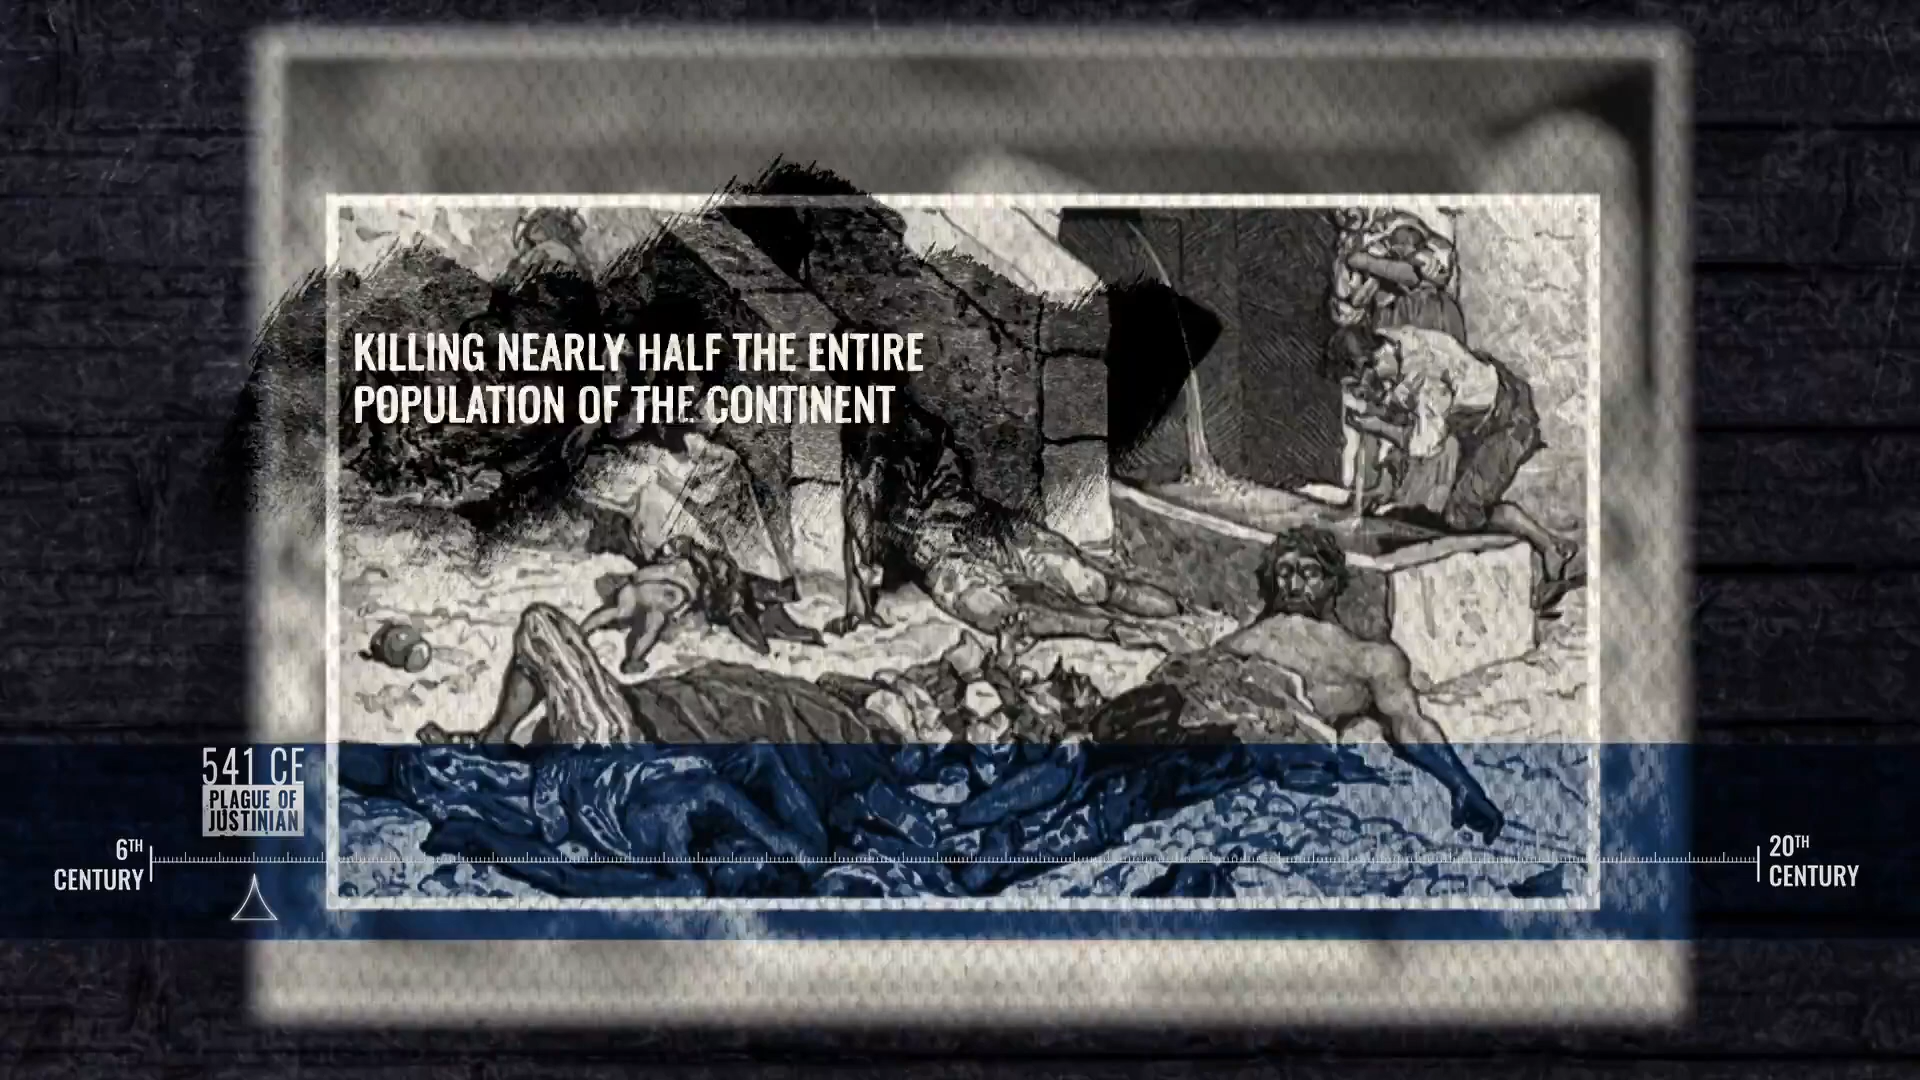 KILLING NEARLY HALF THE ENTIRE
POPULATION OF THE CONTINENT
541 CE
PLAGUE OF
JUSTINIAN
6TH
CENTURY
20TH
CENTURY